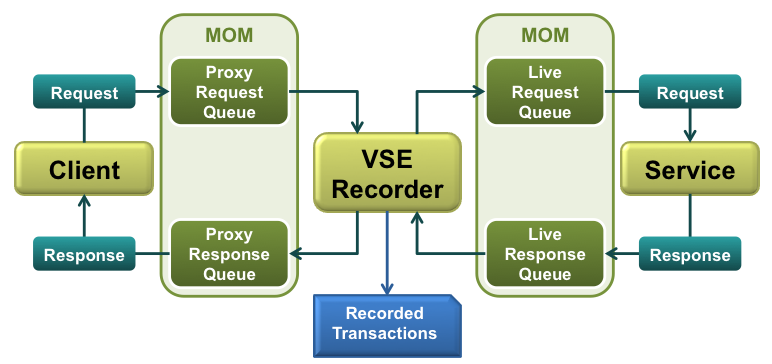 MOM
MOM
Proxy
Request
Queue
Live
Request
Queue
Request
Request
Client
VSE
Recorder
Service
Proxy
Response
Queue
Live
Response
Queue
Response
Response
Recorded
Transactions